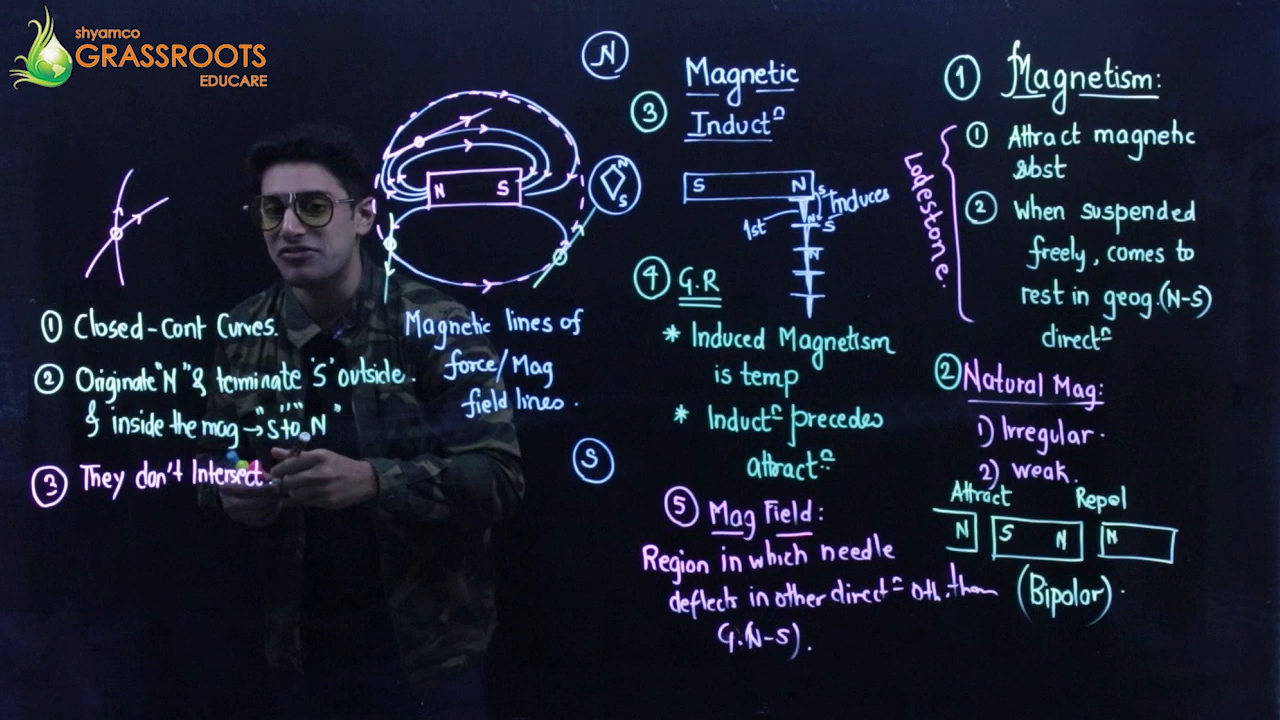 shyamco
GRASSROOTS
EDUCARE
① Magnetism:
① Attract magnetic
subst
② When suspended
freely, comes to
rest in geog.(N-S)
directⁿ
Lodestone.
② Natural Mag:
1) Irregular.
2) weak.
Attract Repel
N S N N
(Bipolar).
N
③ Magnetic
Inductⁿ
S N
S
Induces
1st
N
S
N
④ G.R
* Induced Magnetism
is temp
* Inductⁿ precedes
attractⁿ
⑤ Mag Field:
Region in which needle
deflects in other directⁿ oth. than
G.(N-S).
S
N S
N
S
Magnetic lines of
force/Mag
field lines.
① Closed-Cont Curves.
② Originate "N" & terminate 'S' outside.
& inside the mag → "S" to "N"
③ They don't Intersect.